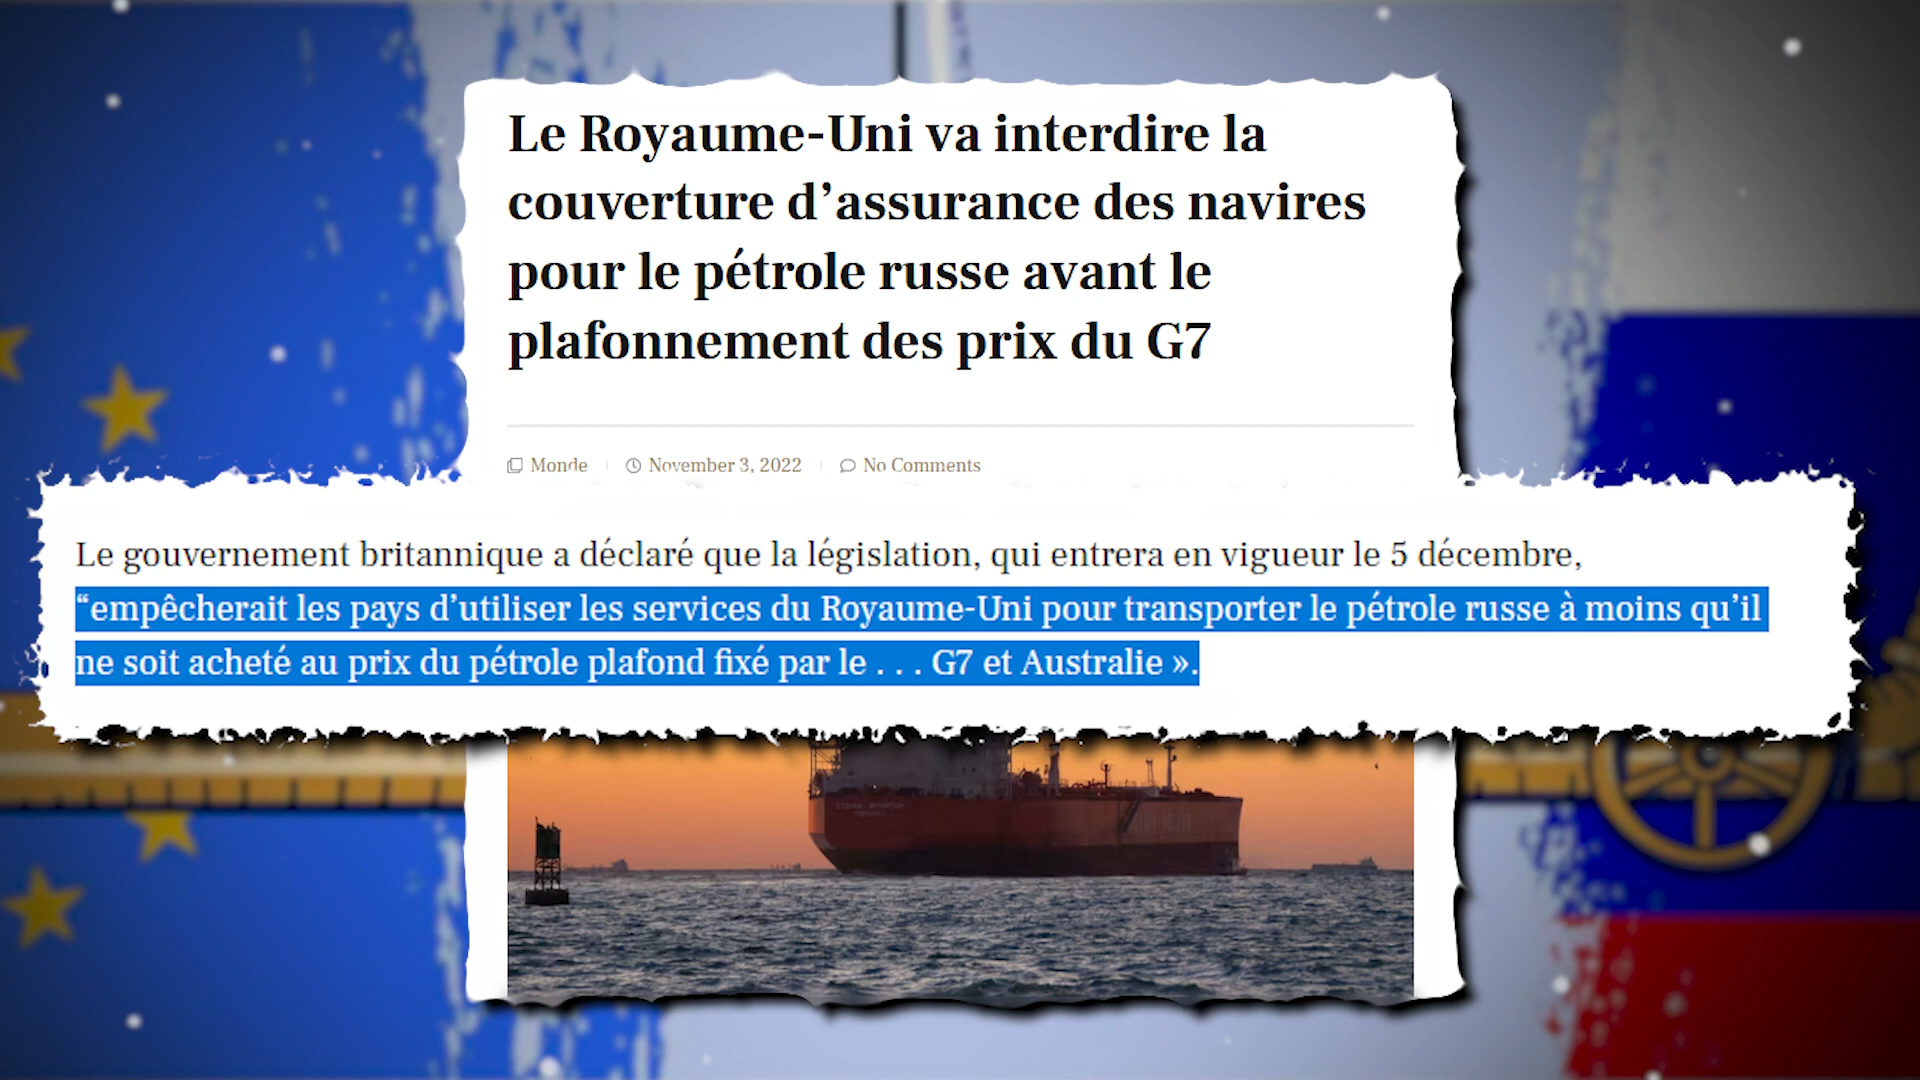 Le Royaume-Uni va interdire la
couverture d’assurance des navires
pour le pétrole russe avant le
plafonnement des prix du G7
Monde November 3, 2022 No Comments
Le gouvernement britannique a déclaré que la législation, qui entrera en vigueur le 5 décembre,
“empêcherait les pays d’utiliser les services du Royaume-Uni pour transporter le pétrole russe à moins qu’il
ne soit acheté au prix du pétrole plafond fixé par le . . . G7 et Australie ».